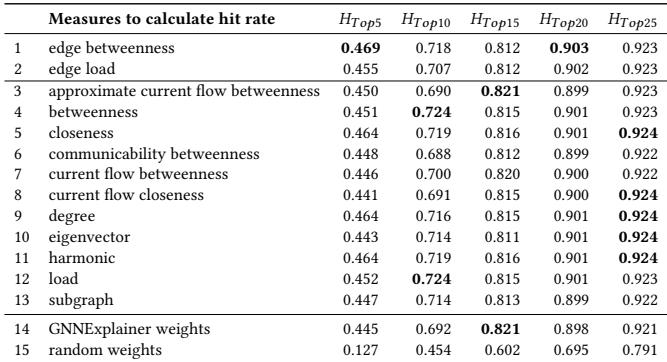 Measures to calculate hit rate H_Top5 H_Top10 H_Top15 H_Top20 H_Top25
1 edge betweenness 0.469 0.718 0.812 0.903 0.923
2 edge load 0.455 0.707 0.812 0.902 0.923
3 approximate current flow betweenness 0.450 0.690 0.821 0.899 0.923
4 betweenness 0.451 0.724 0.815 0.901 0.923
5 closeness 0.464 0.719 0.816 0.901 0.924
6 communicability betweenness 0.448 0.688 0.812 0.899 0.922
7 current flow betweenness 0.446 0.700 0.820 0.900 0.922
8 current flow closeness 0.441 0.691 0.815 0.900 0.924
9 degree 0.464 0.716 0.815 0.901 0.924
10 eigenvector 0.443 0.714 0.811 0.901 0.924
11 harmonic 0.464 0.719 0.816 0.901 0.924
12 load 0.452 0.724 0.815 0.901 0.923
13 subgraph 0.447 0.714 0.813 0.899 0.922
14 GNNExplainer weights 0.445 0.692 0.821 0.898 0.921
15 random weights 0.127 0.454 0.602 0.695 0.791